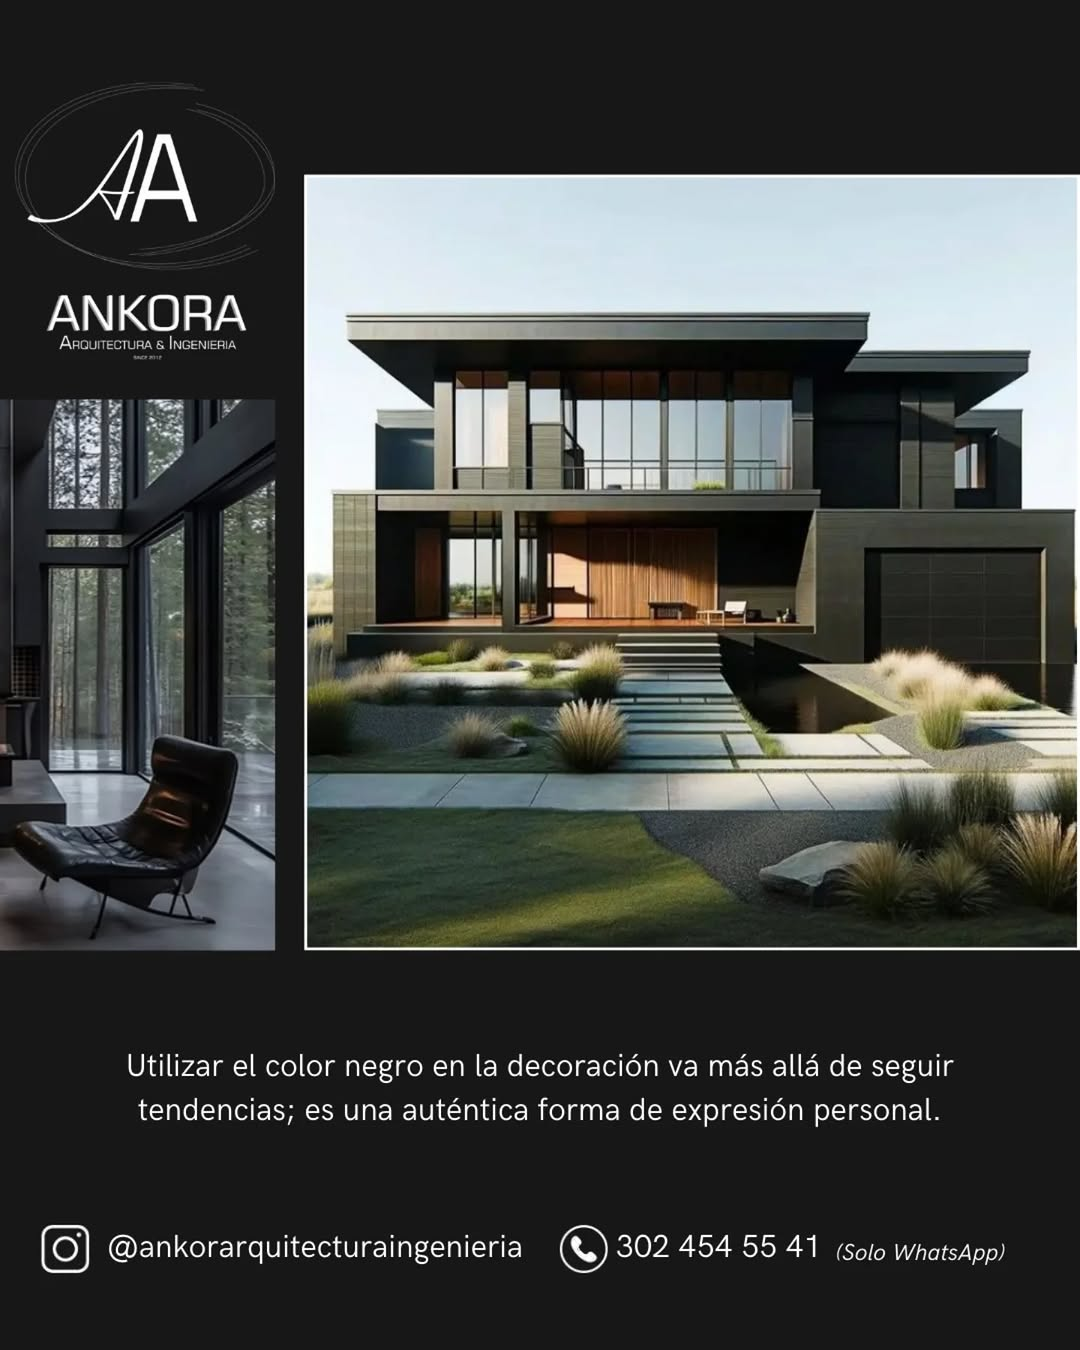 AA
ANKORA
ARQUITECTURA & INGENIERIA
SINCE 2012
Utilizar el color negro en la decoración va más allá de seguir
tendencias; es una auténtica forma de expresión personal.
@ankorarquitecturaingenieria
302 454 55 41 (Solo WhatsApp)